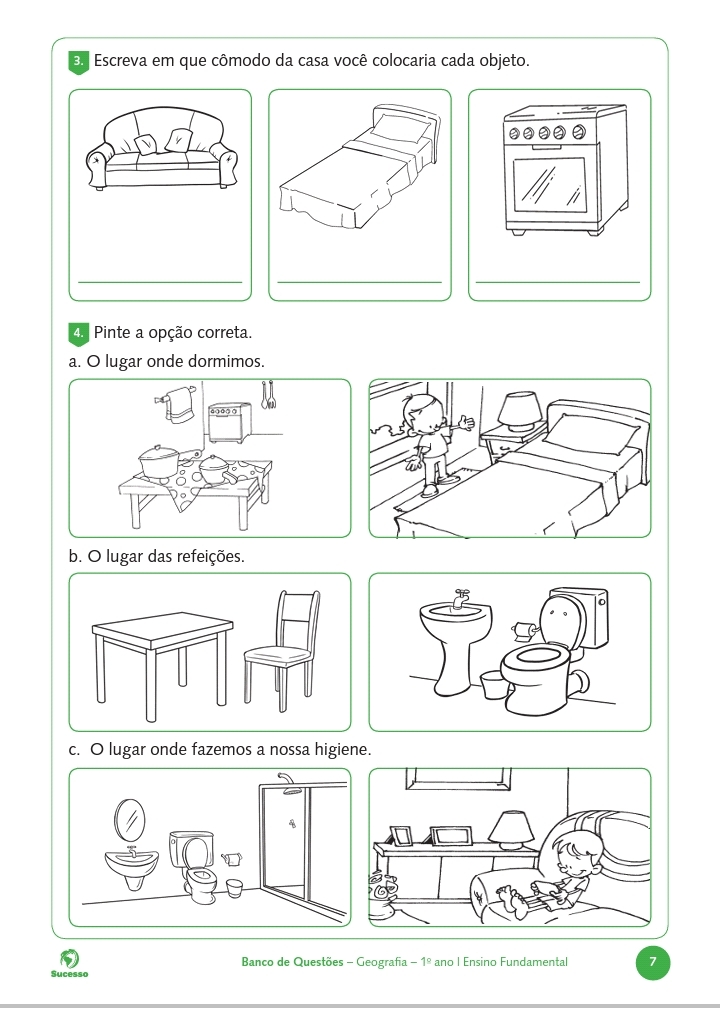 3. Escreva em que cômodo da casa você colocaria cada objeto.
4. Pinte a opção correta.
a. O lugar onde dormimos.
b. O lugar das refeições.
c. O lugar onde fazemos a nossa higiene.
Sucesso
Banco de Questões – Geografia – 1º ano I Ensino Fundamental
7